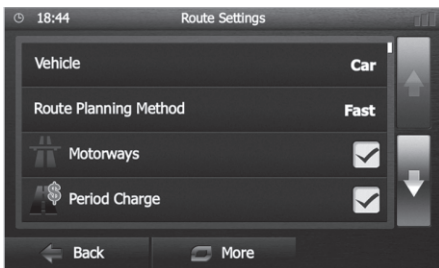 18:44 Route Settings
Vehicle Car
Route Planning Method Fast
Motorways
Period Charge
Back More